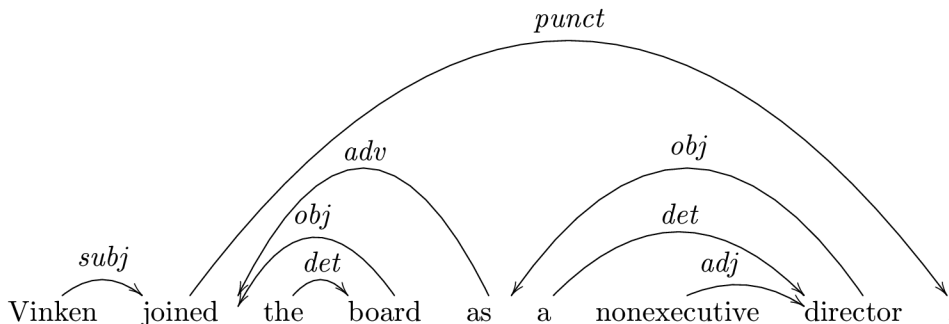 punct
adv obj
obj det
subj det adj
Vinken joined the board as a nonexecutive director